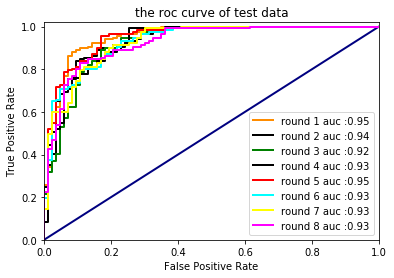 the roc curve of test data
True Positive Rate
1.0
0.8
0.6
0.4
0.2
0.0
round 1 auc :0.95
round 2 auc :0.94
round 3 auc :0.92
round 4 auc :0.93
round 5 auc :0.95
round 6 auc :0.93
round 7 auc :0.93
round 8 auc :0.93
0.0 0.2 0.4 0.6 0.8 1.0
False Positive Rate